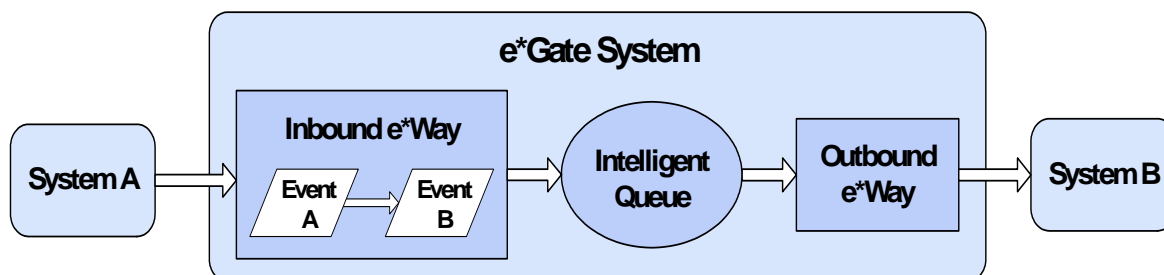 e*Gate System
System A
Inbound e*Way
Event
A
Event
B
Intelligent
Queue
Outbound
e*Way
System B